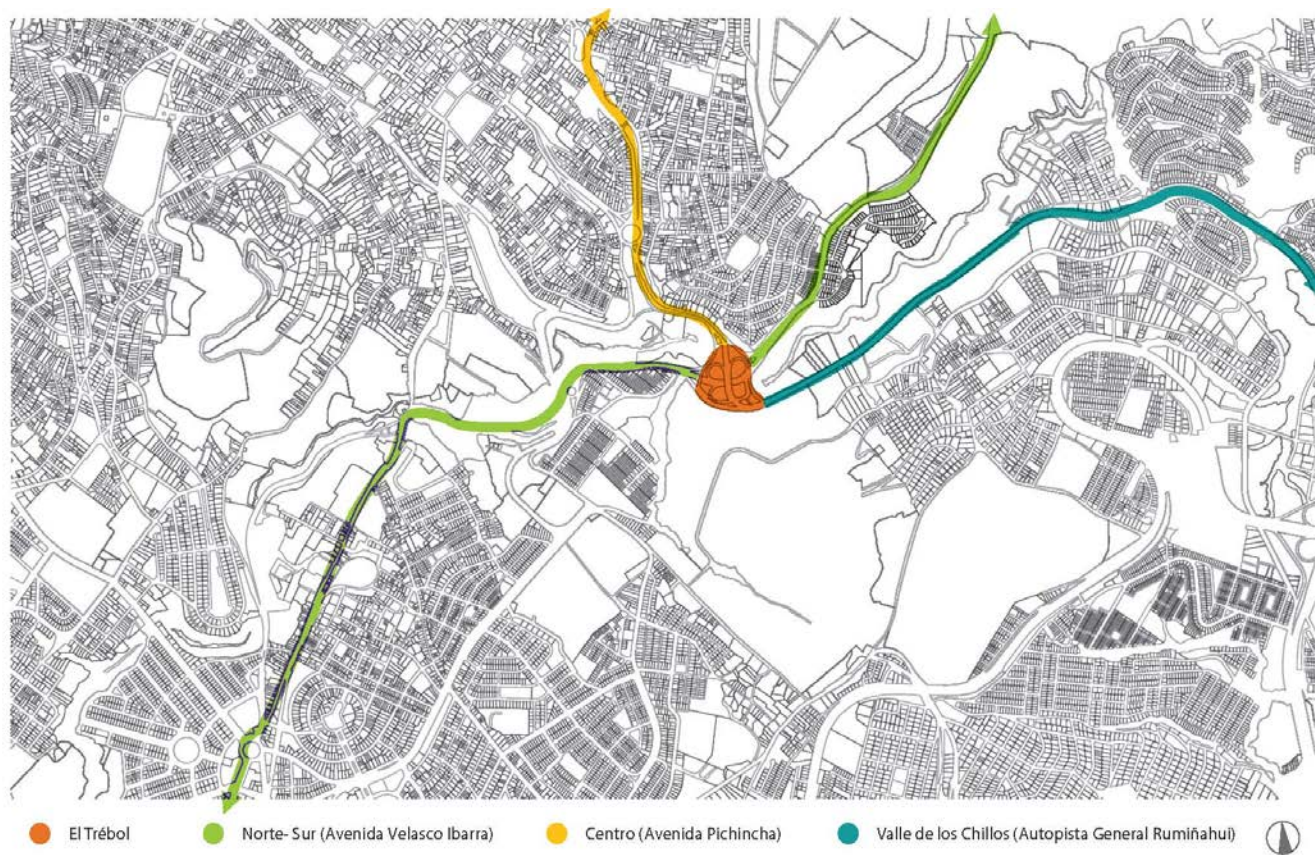 El Trébol
Norte- Sur (Avenida Velasco Ibarra)
Centro (Avenida Pichincha)
Valle de los Chillos (Autopista General Rumiñahui)